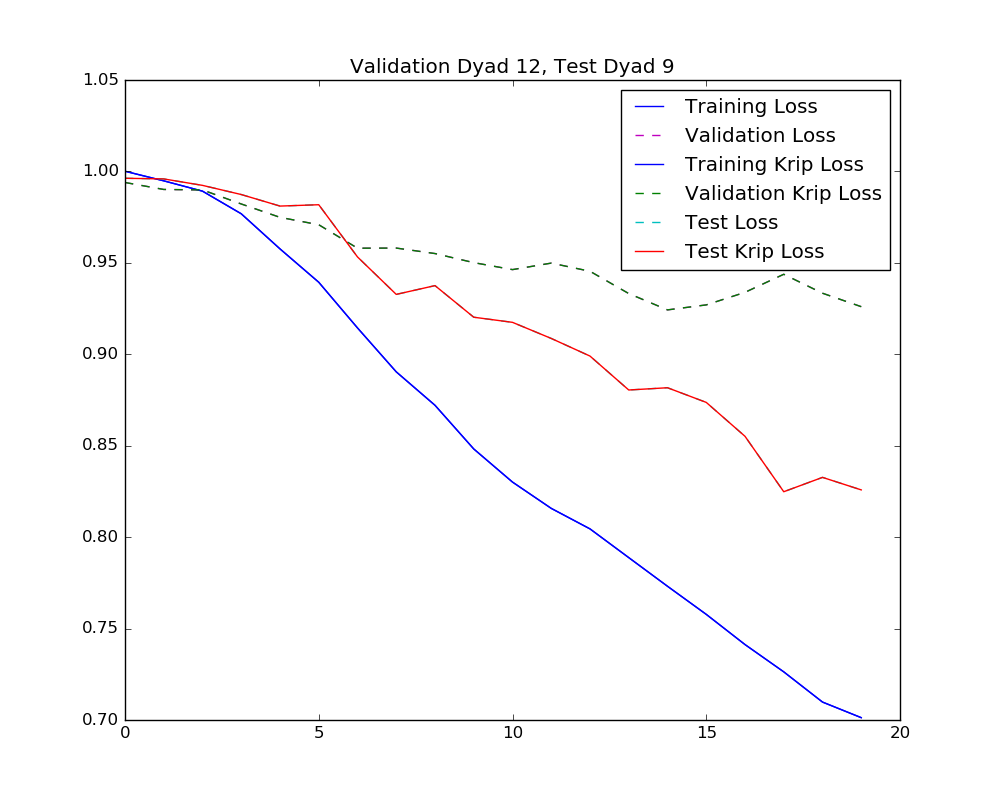 Validation Dyad 12, Test Dyad 9
1.05
1.00
0.95
0.90
0.85
0.80
0.75
0.70
Training Loss
Validation Loss
Training Krip Loss
Validation Krip Loss
Test Loss
Test Krip Loss
0 5 10 15 20